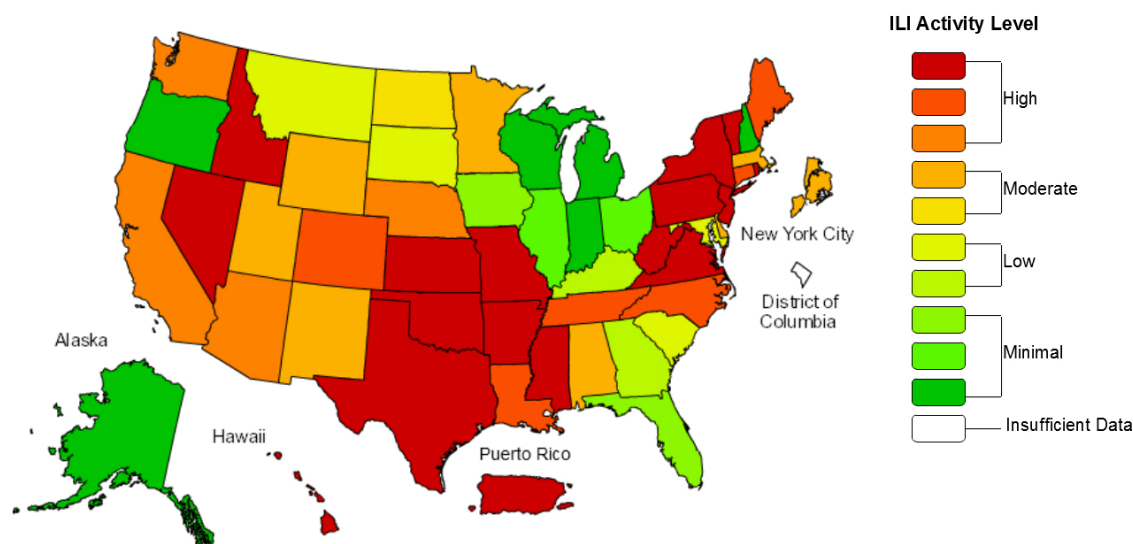 ILI Activity Level
High
Moderate
New York City
Low
District of
Columbia
Alaska
Minimal
Insufficient Data
Hawaii
Puerto Rico